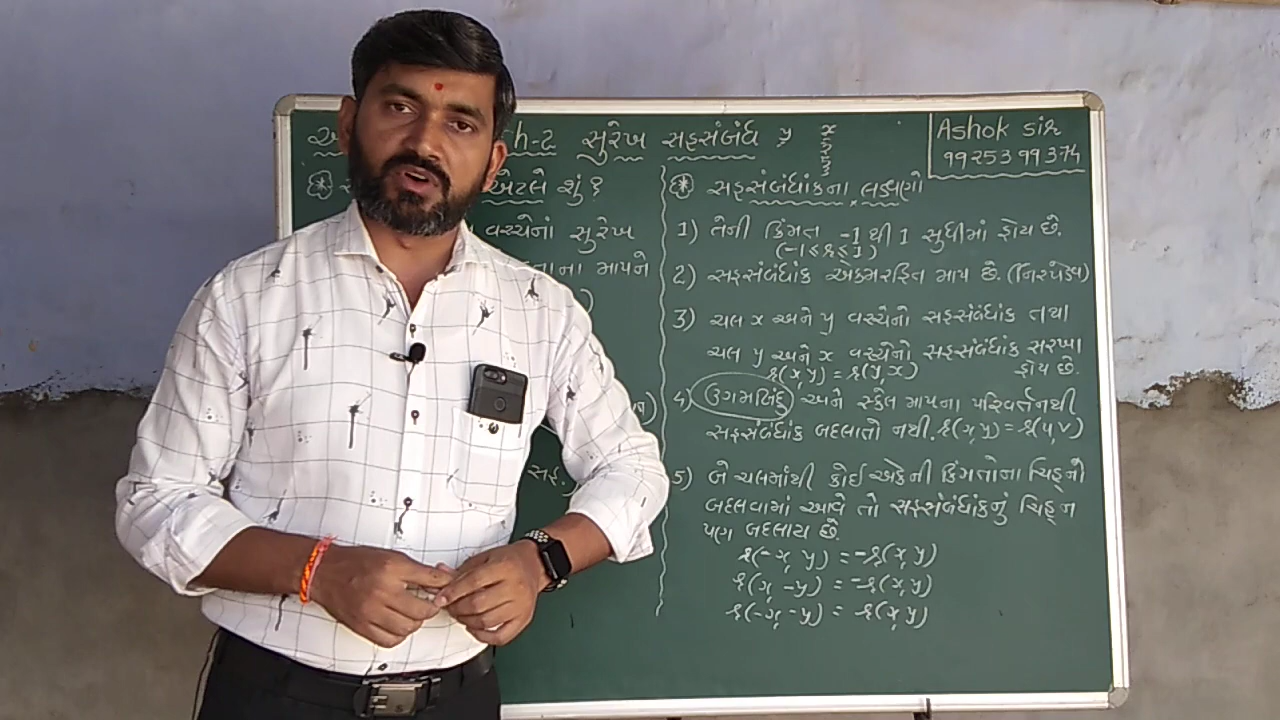 Ch-2 સુરેખ સહસંબંધ
Ashok sir
99253 99374
એટલે શું?
સહસંબંધાંકના લક્ષણો
વચ્ચેનાં સુરેખ
ના માપને
1) તેની કિંમત -1 થી 1 સુધીમાં હોય છે.
(-1≤r≤1)
2) સહસંબંધાંક એકમરહિત માપ છે. (નિરપેક્ષ)
3) ચલ x અને y વચ્ચેનો સહસંબંધાંક તથા
ચલ y અને x વચ્ચેનો સહસંબંધાંક સરખા
r(x,y) = r(y,x) હોય છે.
4) ઉગમબિંદુ અને સ્કેલ માપના પરિવર્તનથી
સહસંબંધાંક બદલાતો નથી. r(x,y) = r(u,v)
સહ.
5) બે ચલમાંથી કોઈ એકની કિંમતોના ચિહ્નો
બદલવામાં આવે તો સહસંબંધાંકનું ચિહ્ન
પણ બદલાય છે.
r(-x, y) = -r(x,y)
r(x, -y) = -r(x,y)
r(-x, -y) = r(x,y)